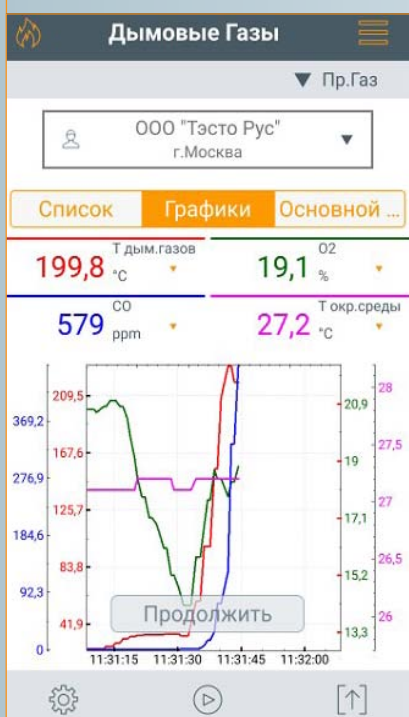 Дымовые Газы
Пр.Газ
ООО "Тэсто Рус"
г.Москва
Список
Графики
Основной ...
199,8 °C T дым.газов
19,1 % O2
579 ppm CO
27,2 °C T окр.среды
369,2
276,9
184,6
92,3
0
209,5
167,6
125,7
83,8
41,9
20,9
19
17,1
15,2
13,3
28
27,5
27
26,5
26
Продолжить
11:31:15 11:31:30 11:31:45 11:32:00